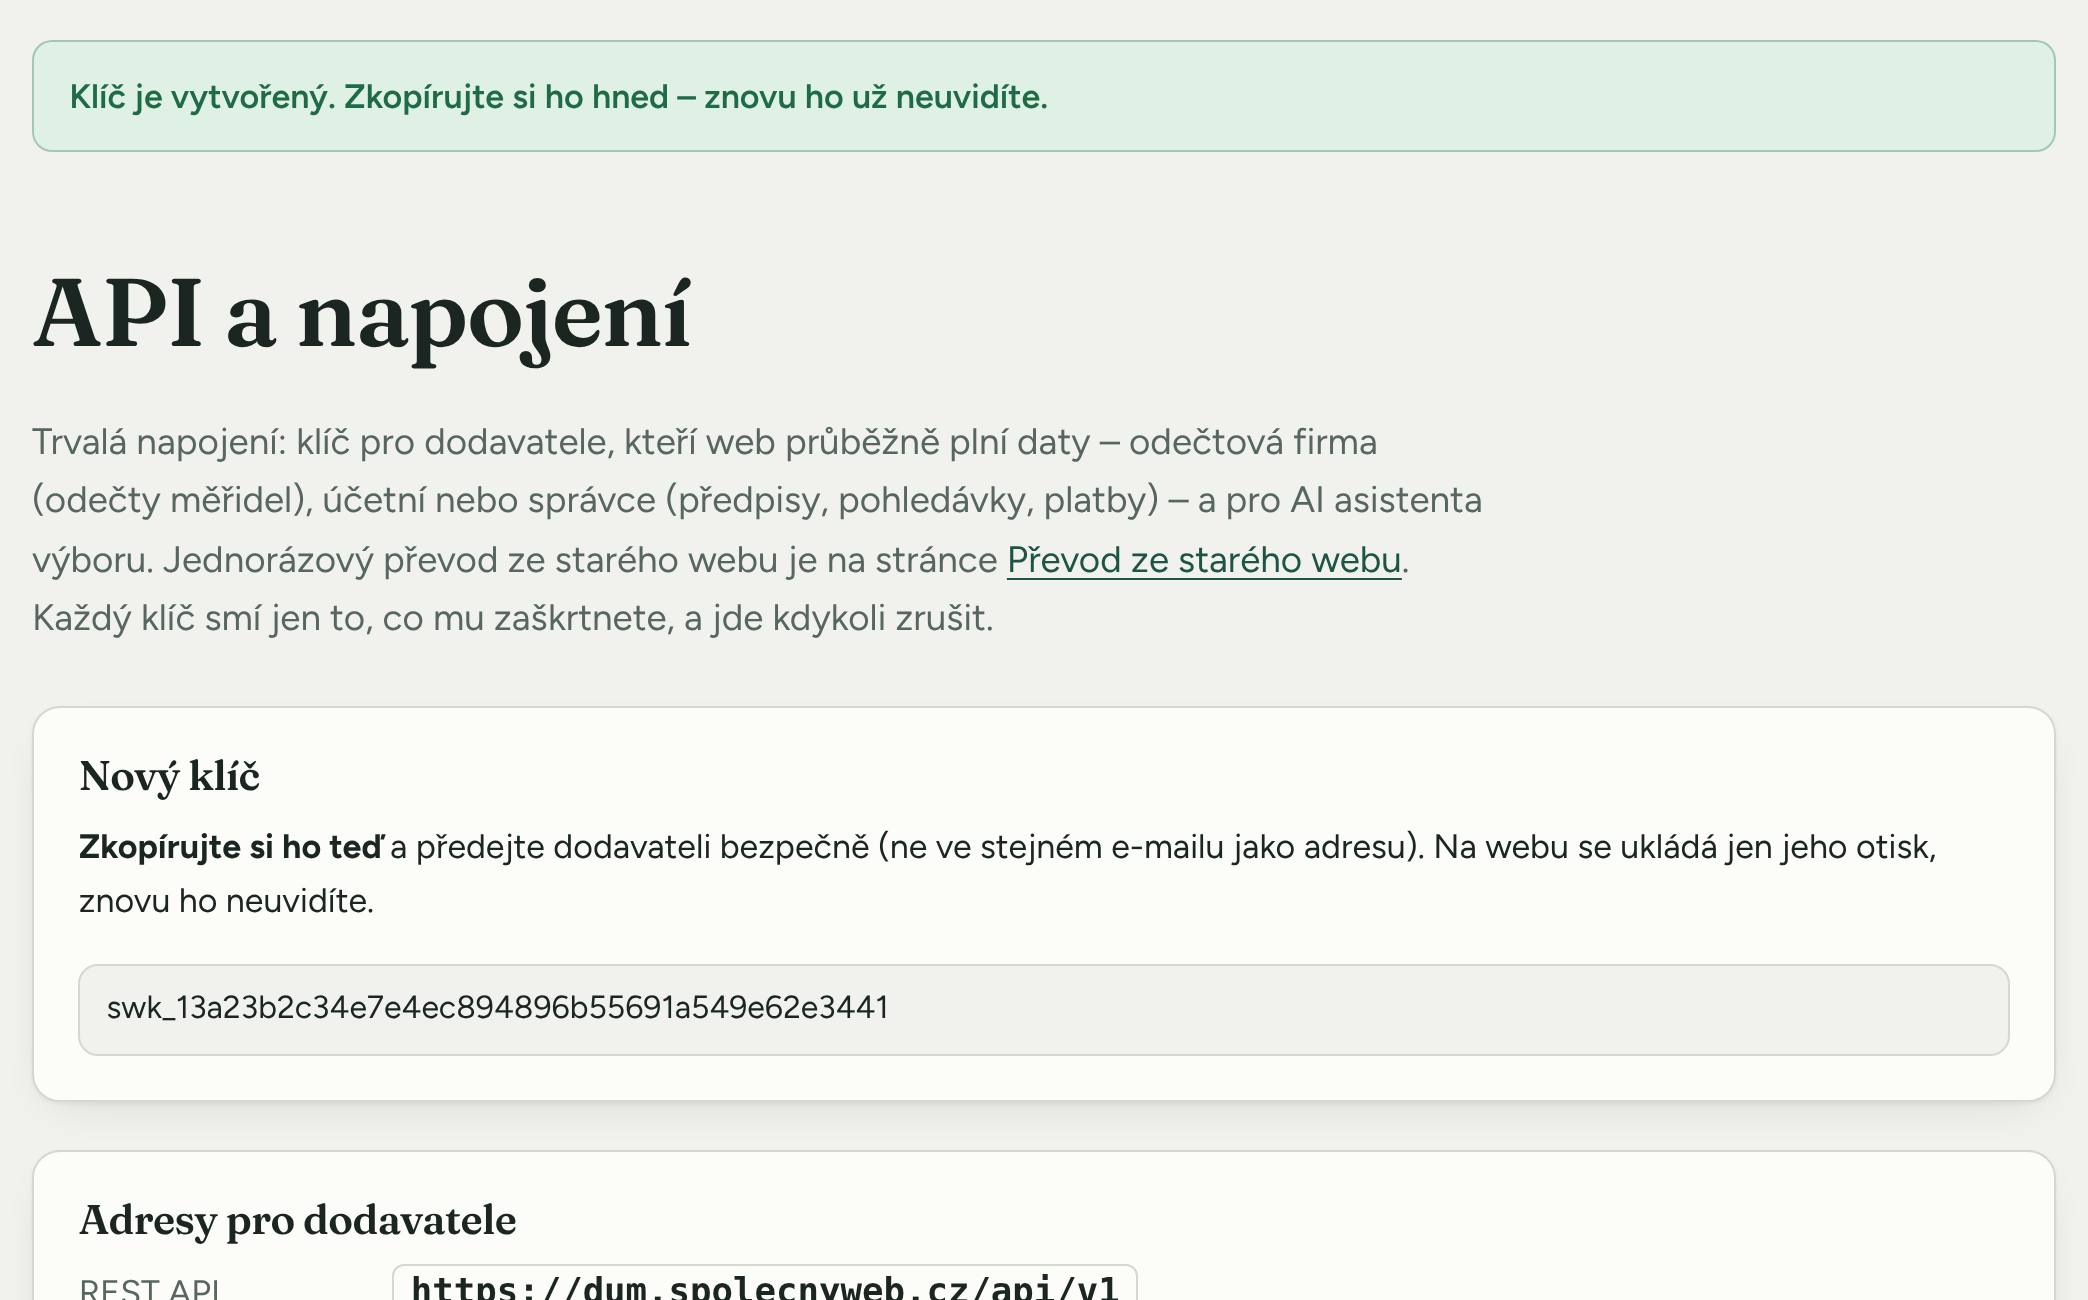 Klíč je vytvořený. Zkopírujte si ho hned – znovu ho už neuvidíte.
API a napojení
Trvalá napojení: klíč pro dodavatele, kteří web průběžně plní daty – odečtová firma
(odečty měřidel), účetní nebo správce (předpisy, pohledávky, platby) – a pro AI asistenta
výboru. Jednorázový převod ze starého webu je na stránce Převod ze starého webu.
Každý klíč smí jen to, co mu zaškrtnete, a jde kdykoli zrušit.
Nový klíč
Zkopírujte si ho teď a předejte dodavateli bezpečně (ne ve stejném e-mailu jako adresu). Na webu se ukládá jen jeho otisk,
znovu ho neuvidíte.
swk_13a23b2c34e7e4ec894896b55691a549e62e3441
Adresy pro dodavatele
REST API https://dum.spolecnyweb.cz/api/v1